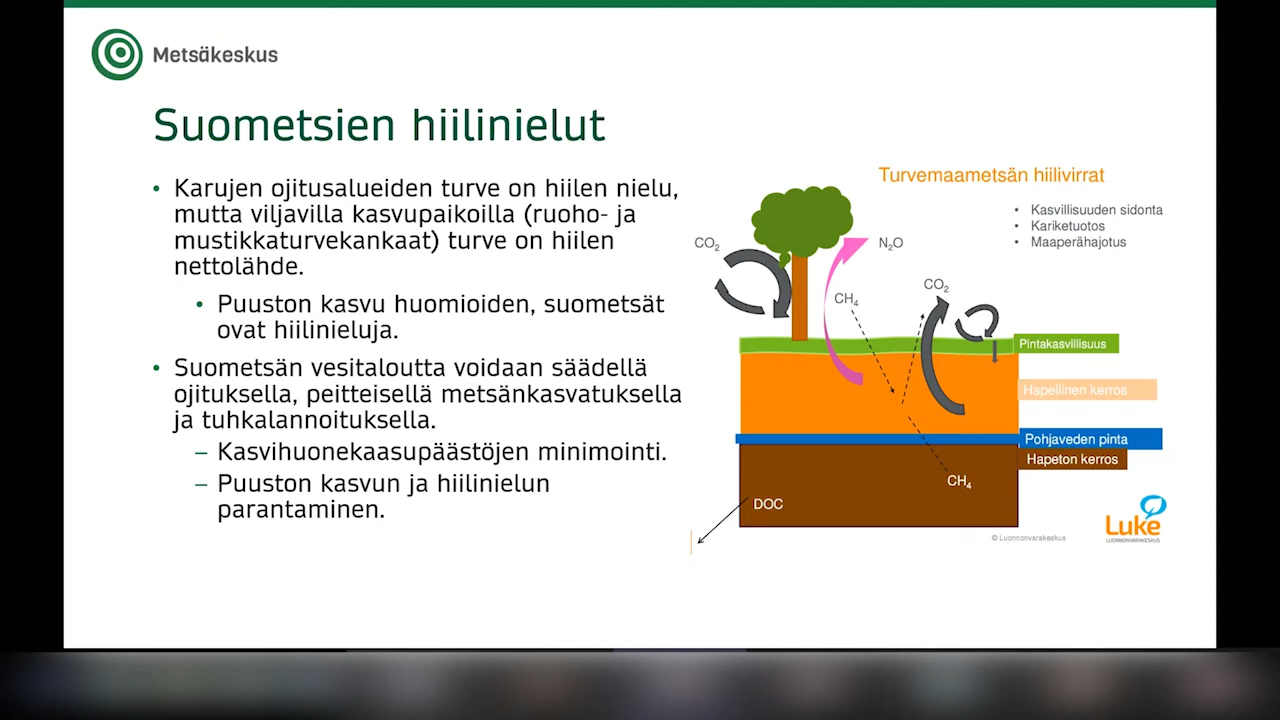 Metsäkeskus
Suometsien hiilinielut
• Karujen ojitusalueiden turve on hiilen nielu,
mutta viljavilla kasvupaikoilla (ruoho- ja
mustikkaturvekankaat) turve on hiilen
nettolähde.
• Puuston kasvu huomioiden, suometsät
ovat hiilinieluja.
• Suometsän vesitaloutta voidaan säädellä
ojituksella, peitteisellä metsänkasvatuksella
ja tuhkalannoituksella.
– Kasvihuonekaasupäästöjen minimointi.
– Puuston kasvun ja hiilinielun
parantaminen.
Turvemaametsän hiilivirrat
• Kasvillisuuden sidonta
• Kariketuotos
• Maaperähajotus
CO₂
N₂O
CH₄
CO₂
Pintakasvillisuus
Hapellinen kerros
Pohjaveden pinta
Hapeton kerros
CH₄
DOC
Luke
LUONNONVARAKESKUS
© Luonnonvarakeskus